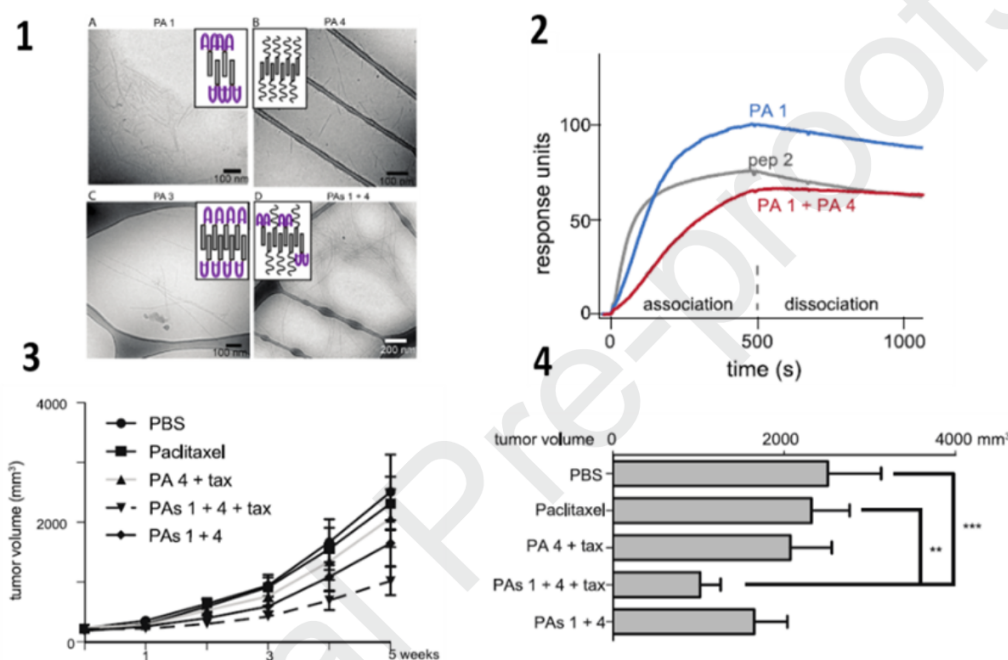 1
A PA 1
B PA 4
100 nm
100 nm
C PA 3
D PAs 1 + 4
100 nm
200 nm
2
response units
100
50
0
PA 1
pep 2
PA 1 + PA 4
association
dissociation
0
500
1000
time (s)
3
tumor volume (mm³)
4000
2000
0
PBS
Paclitaxel
PA 4 + tax
PAs 1 + 4 + tax
PAs 1 + 4
1
3
5 weeks
4
tumor volume 0 2000 4000 mm³
PBS
Paclitaxel
PA 4 + tax
PAs 1 + 4 + tax
PAs 1 + 4
**
***
Pre-proofs